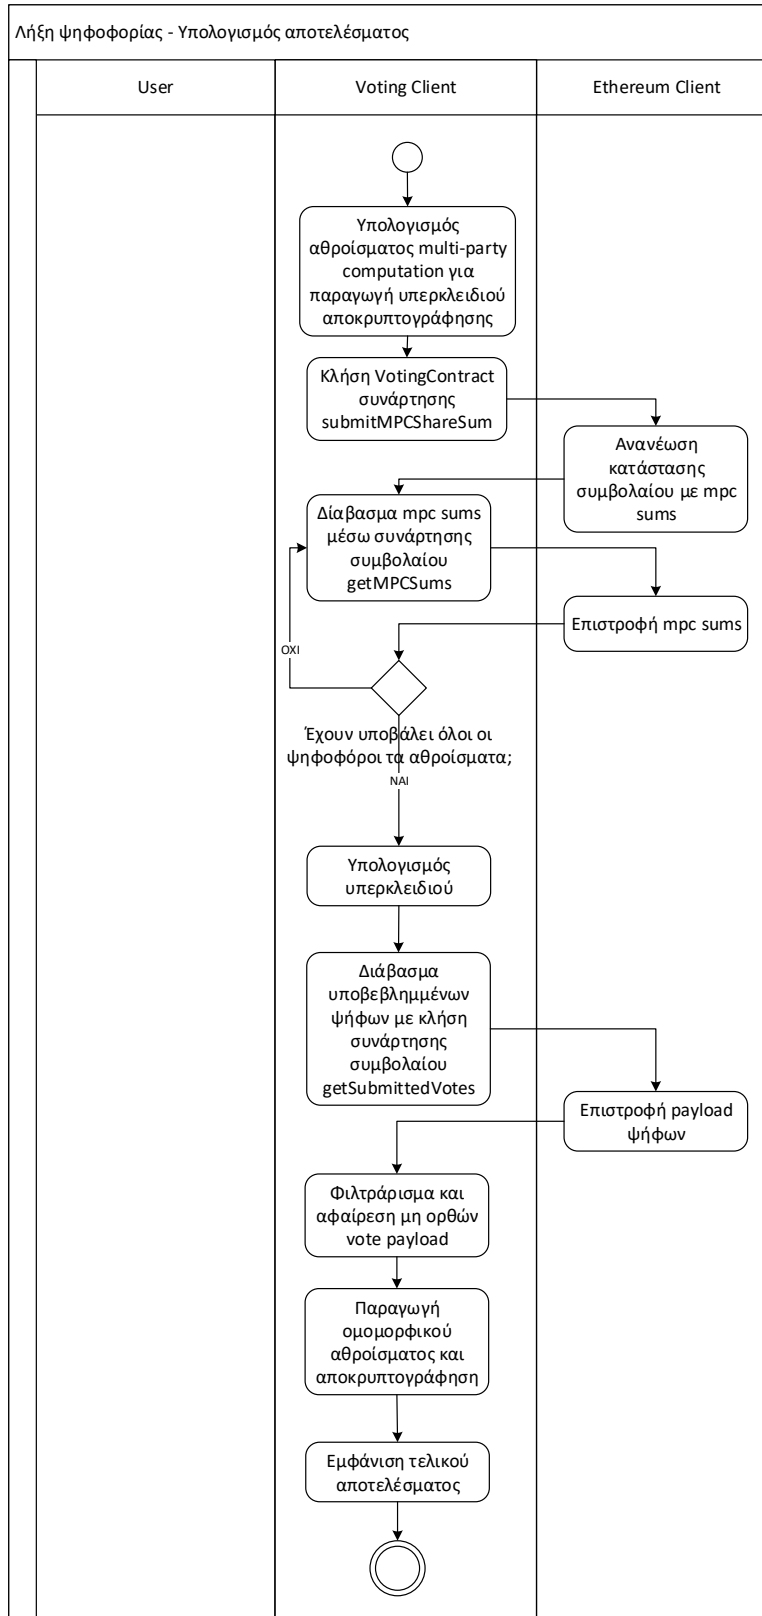 Λήξη ψηφοφορίας - Υπολογισμός αποτελέσματος
User
Voting Client
Ethereum Client
Υπολογισμός
αθροίσματος multi-party
computation για
παραγωγή υπερκλειδιού
αποκρυπτογράφησης
Κλήση VotingContract
συνάρτησης
submitMPCShareSum
Ανανέωση
κατάστασης
συμβολαίου με mpc
sums
Δίαβασμα mpc sums
μέσω συνάρτησης
συμβολαίου
getMPCSums
Επιστροφή mpc sums
ΟΧΙ
Έχουν υποβάλει όλοι οι
ψηφοφόροι τα αθροίσματα;
ΝΑΙ
Υπολογισμός
υπερκλειδιού
Διάβασμα
υποβεβλημμένων
ψήφων με κλήση
συνάρτησης
συμβολαίου
getSubmittedVotes
Επιστροφή payload
ψήφων
Φιλτράρισμα και
αφαίρεση μη ορθών
vote payload
Παραγωγή
ομομορφικού
αθροίσματος και
αποκρυπτογράφηση
Εμφάνιση τελικού
αποτελέσματος